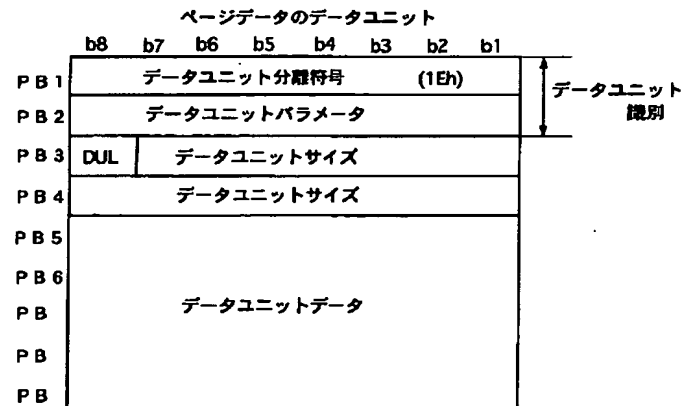 ページデータのデータユニット
b8 b7 b6 b5 b4 b3 b2 b1
PB1 データユニット分離符号 (1Eh)
PB2 データユニットパラメータ
データユニット
識別
PB3 DUL データユニットサイズ
PB4 データユニットサイズ
PB5
PB6
データユニットデータ
PB
PB
PB